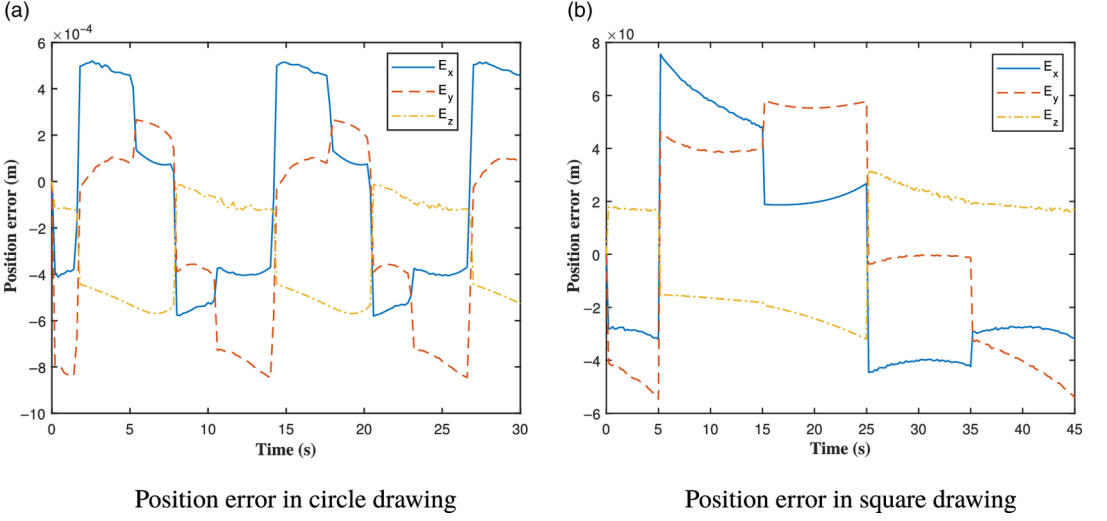 (a)
×10⁻⁴
6
4
2
0
−2
−4
−6
−8
−10
Position error (m)
0 5 10 15 20 25 30
Time (s)
E_x
E_y
E_z
Position error in circle drawing
(b)
×10
8
6
4
2
0
−2
−4
−6
Position error (m)
0 5 10 15 25 25 35 40 45
Time (s)
E_x
E_y
E_z
Position error in square drawing